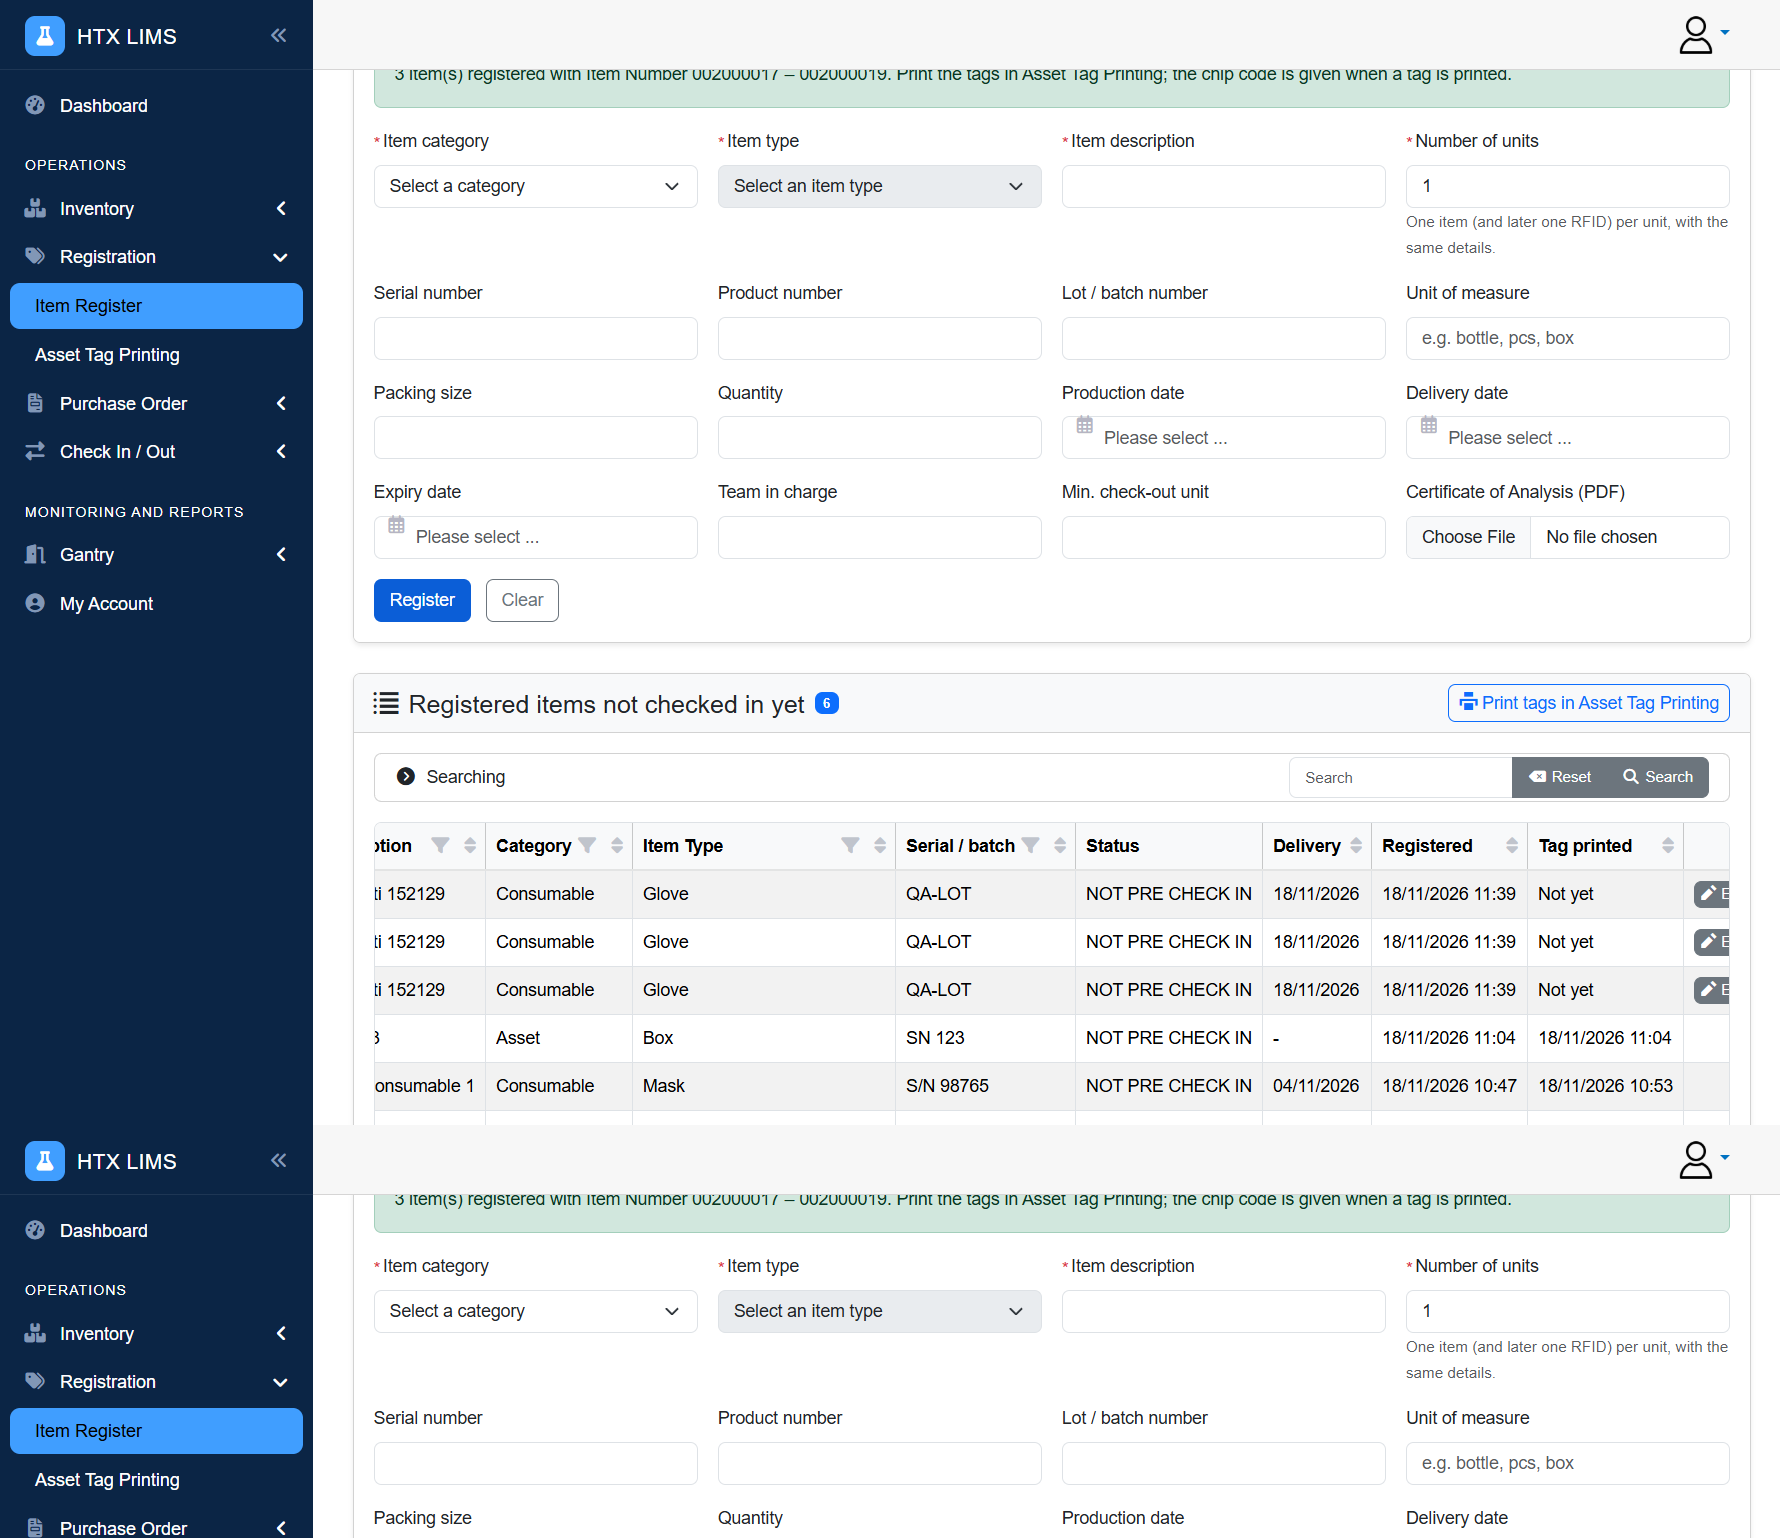 HTX LIMS
Dashboard
OPERATIONS
Inventory
Registration
Item Register
Asset Tag Printing
Purchase Order
Check In / Out
MONITORING AND REPORTS
Gantry
My Account
3 item(s) registered with Item Number 002000017 – 002000019. Print the tags in Asset Tag Printing; the chip code is given when a tag is printed.
* Item category * Item type * Item description * Number of units
Select a category Select an item type 1
One item (and later one RFID) per unit, with the
same details.
Serial number Product number Lot / batch number Unit of measure
e.g. bottle, pcs, box
Packing size Quantity Production date Delivery date
Please select ... Please select ...
Expiry date Team in charge Min. check-out unit Certificate of Analysis (PDF)
Please select ... Choose File No file chosen
Register Clear
Registered items not checked in yet 6 Print tags in Asset Tag Printing
Searching Search Reset Search
ption Category Item Type Serial / batch Status Delivery Registered Tag printed
ti 152129 Consumable Glove QA-LOT NOT PRE CHECK IN 18/11/2026 18/11/2026 11:39 Not yet E
ti 152129 Consumable Glove QA-LOT NOT PRE CHECK IN 18/11/2026 18/11/2026 11:39 Not yet E
ti 152129 Consumable Glove QA-LOT NOT PRE CHECK IN 18/11/2026 18/11/2026 11:39 Not yet E
Asset Box SN 123 NOT PRE CHECK IN - 18/11/2026 11:04 18/11/2026 11:04
onsumable 1 Consumable Mask S/N 98765 NOT PRE CHECK IN 04/11/2026 18/11/2026 10:47 18/11/2026 10:53
HTX LIMS
Dashboard
OPERATIONS
Inventory
Registration
Item Register
Asset Tag Printing
Purchase Order
3 item(s) registered with Item Number 002000017 – 002000019. Print the tags in Asset Tag Printing; the chip code is given when a tag is printed.
* Item category * Item type * Item description * Number of units
Select a category Select an item type 1
One item (and later one RFID) per unit, with the
same details.
Serial number Product number Lot / batch number Unit of measure
e.g. bottle, pcs, box
Packing size Quantity Production date Delivery date